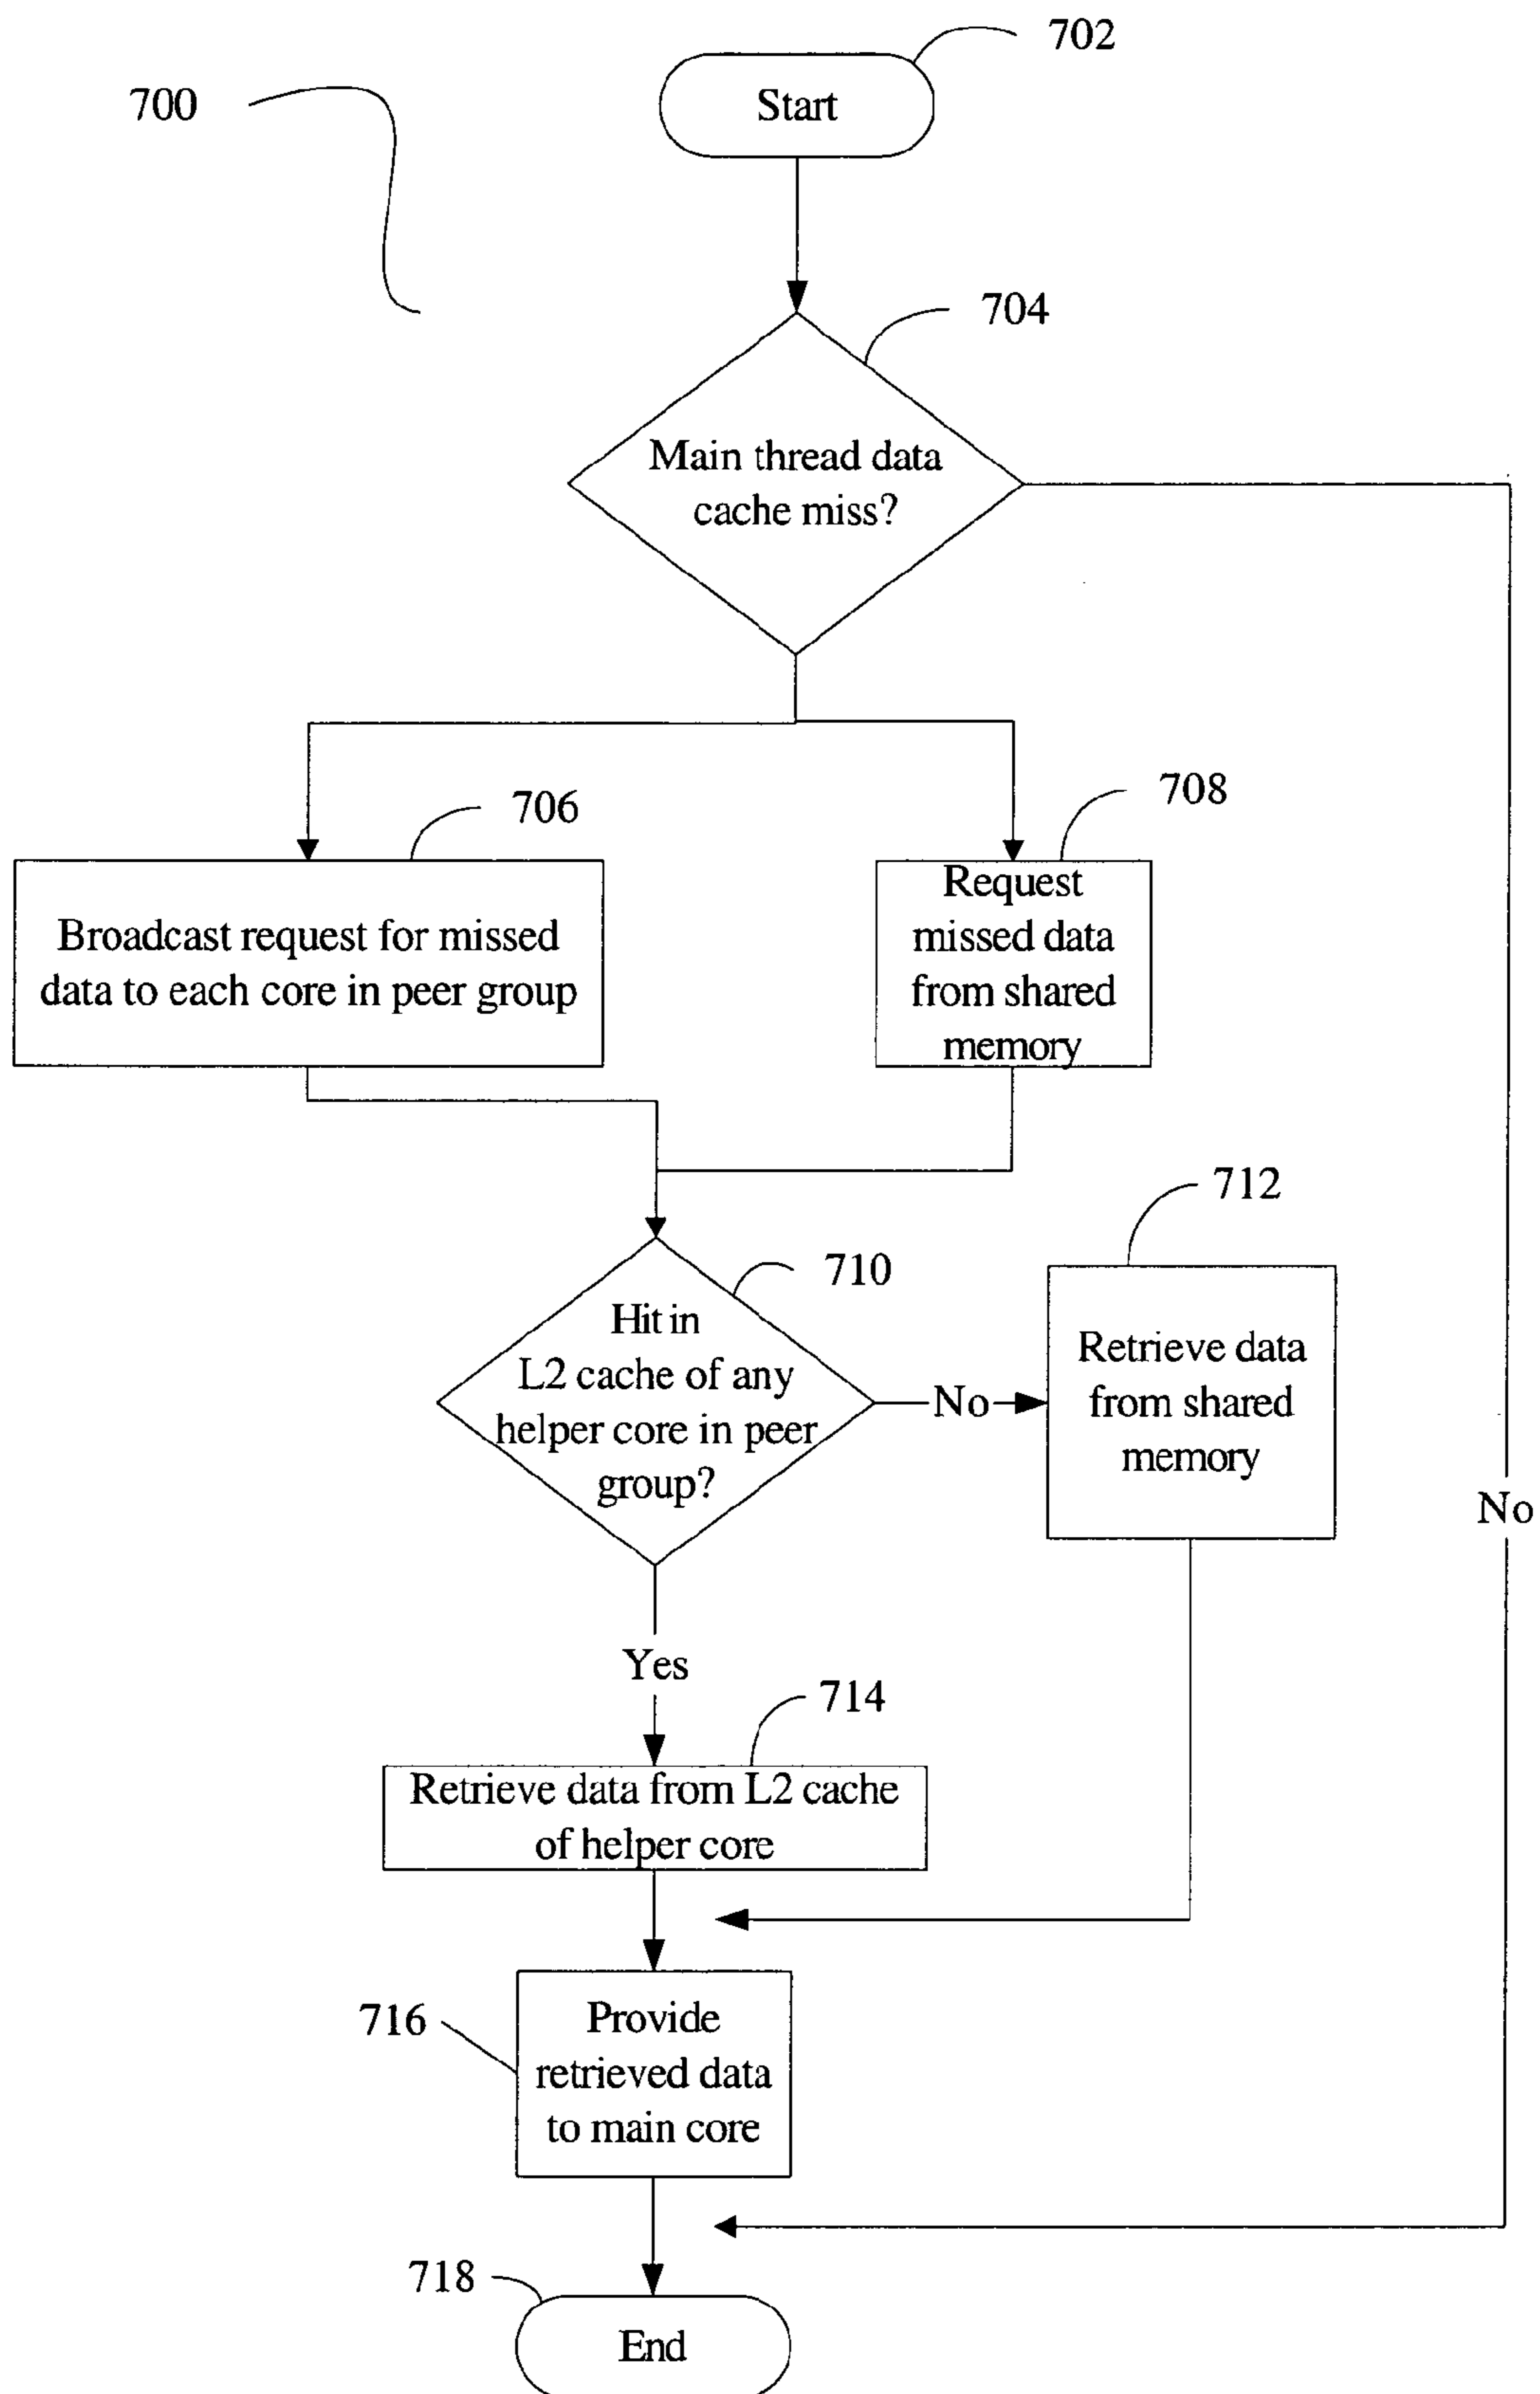 702
700
Start
704
Main thread data
cache miss?
706
708
Broadcast request for missed
data to each core in peer group
Request
missed data
from shared
memory
710
712
Hit in
L2 cache of any
helper core in peer
group?
No
Retrieve data
from shared
memory
No
Yes
714
Retrieve data from L2 cache
of helper core
716
Provide
retrieved data
to main core
718
End